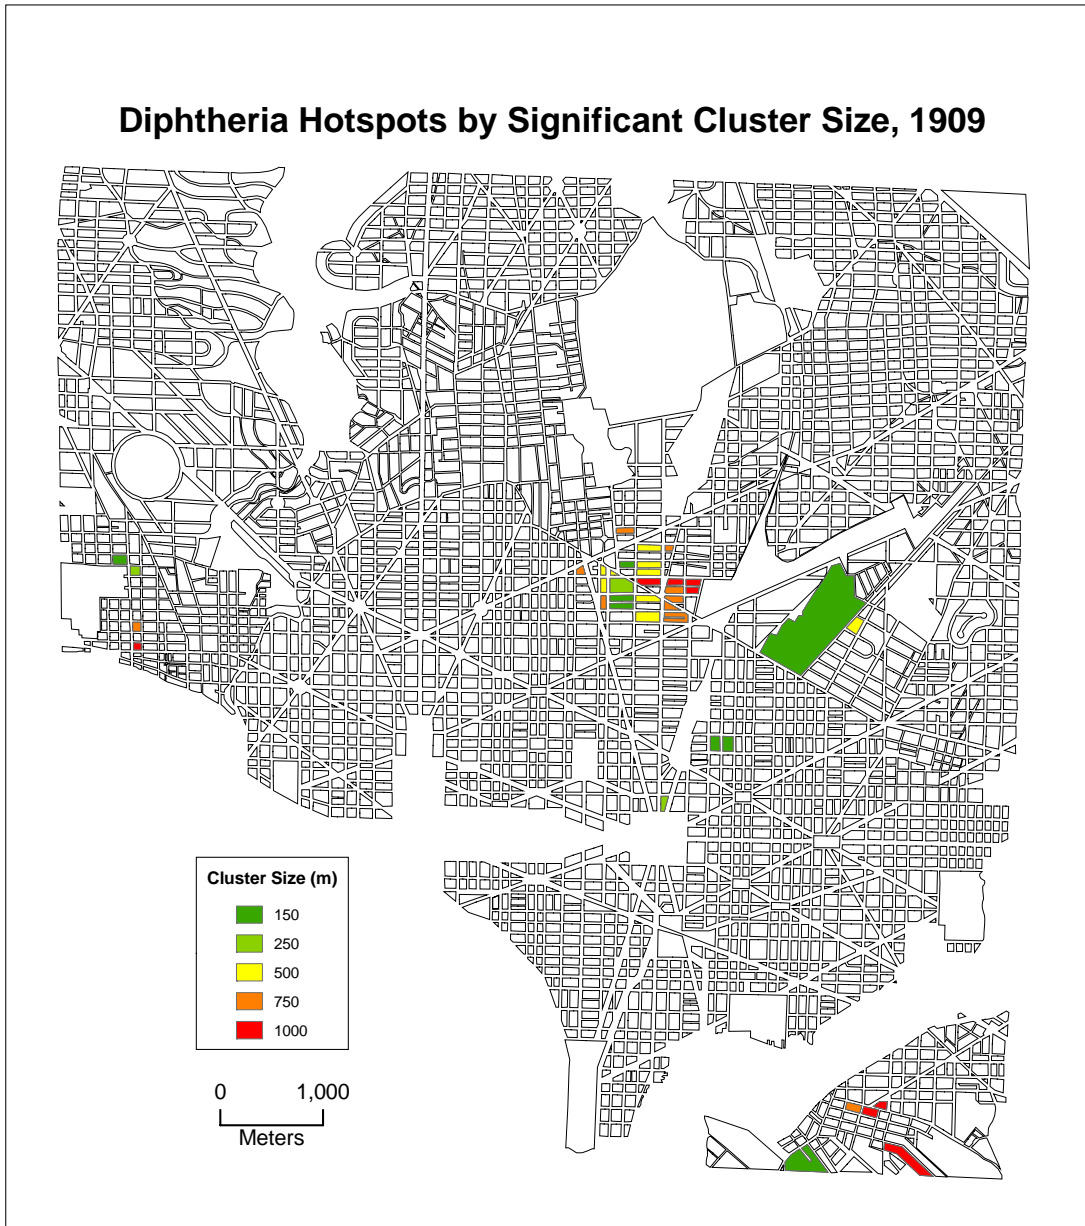 Diphtheria Hotspots by Significant Cluster Size, 1909
Cluster Size (m)
150
250
500
750
1000
0 1,000
Meters